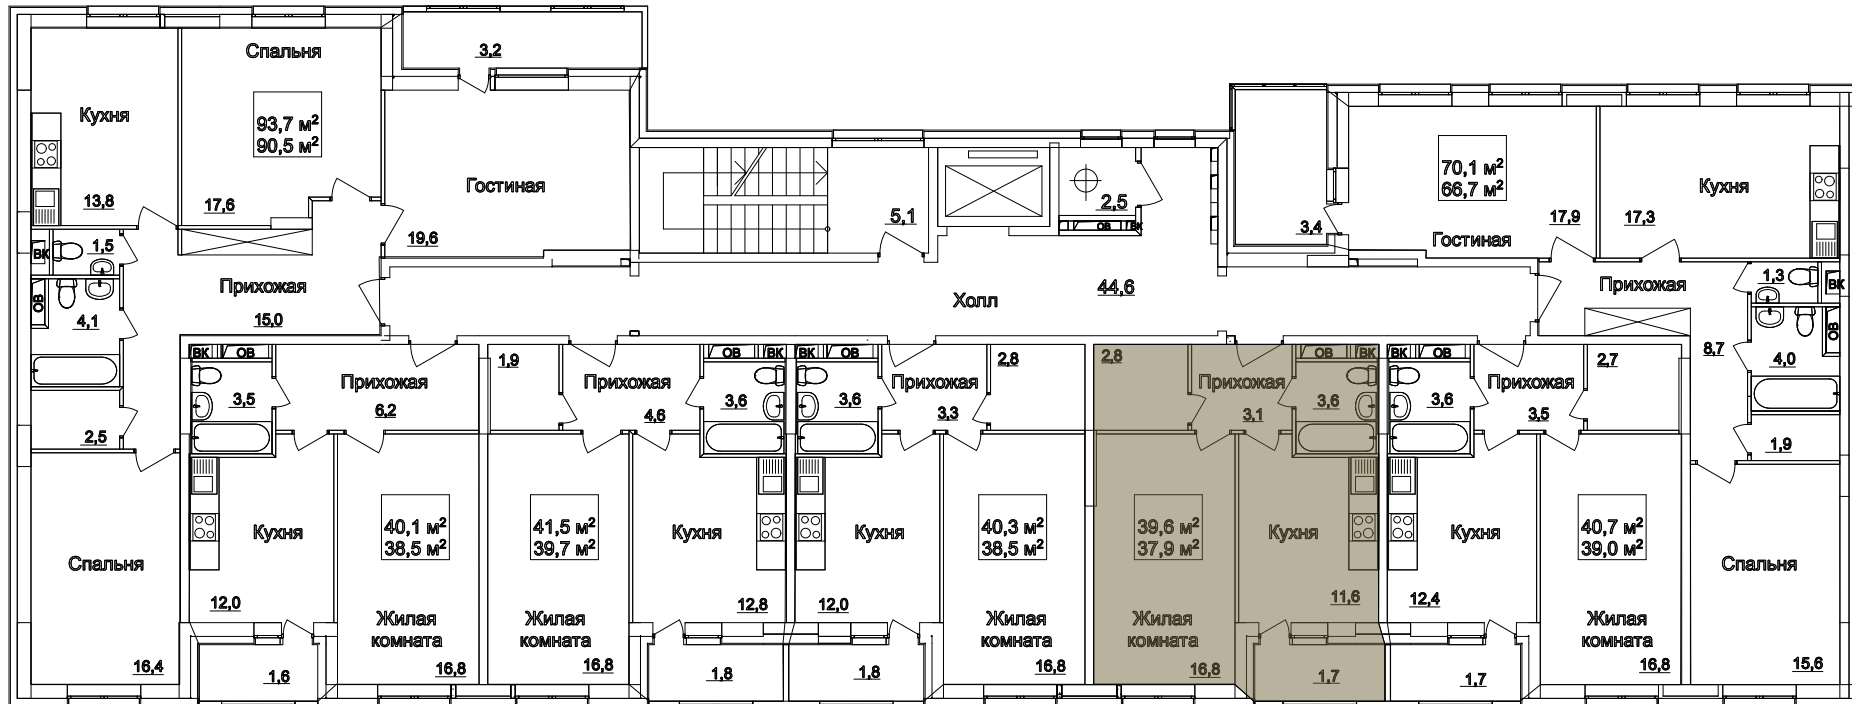 Спальня
3,2
Кухня
93,7 м²
90,5 м²
13,8
17,6
Гостиная
19,6
5,1
2,5
ОВ
ВК
3,4
70,1 м²
66,7 м²
17,9
Гостиная
Кухня
17,3
ВК
1,5
ОВ
4,1
Прихожая
15,0
2,5
Холл
44,6
Прихожая
1,3
ВК
ОВ
4,0
8,7
1,9
ВК
ОВ
3,5
Прихожая
6,2
1,9
Прихожая
4,6
ОВ
ВК
3,6
ВК
ОВ
3,6
Прихожая
3,3
2,8
2,8
Прихожая
3,1
ОВ
ВК
3,6
ВК
ОВ
3,6
Прихожая
3,5
2,7
Спальня
16,4
Кухня
12,0
1,6
40,1 м²
38,5 м²
Жилая
комната
16,8
41,5 м²
39,7 м²
Жилая
комната
16,8
Кухня
12,8
1,8
Кухня
12,0
1,8
40,3 м²
38,5 м²
Жилая
комната
16,8
39,6 м²
37,9 м²
Жилая
комната
16,8
Кухня
11,6
1,7
Кухня
12,4
1,7
40,7 м²
39,0 м²
Жилая
комната
16,8
Спальня
15,6